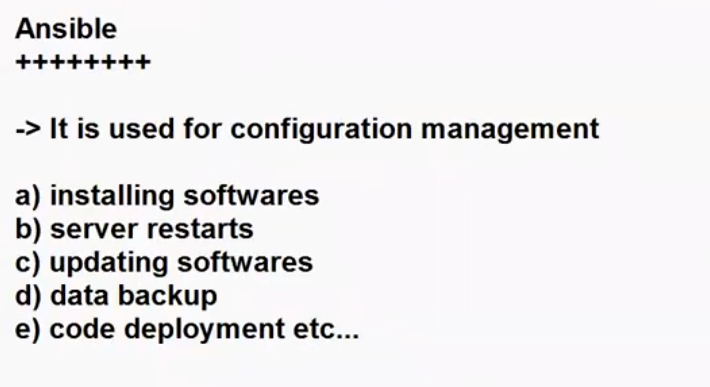 Ansible
++++++++
-> It is used for configuration management
a) installing softwares
b) server restarts
c) updating softwares
d) data backup
e) code deployment etc...